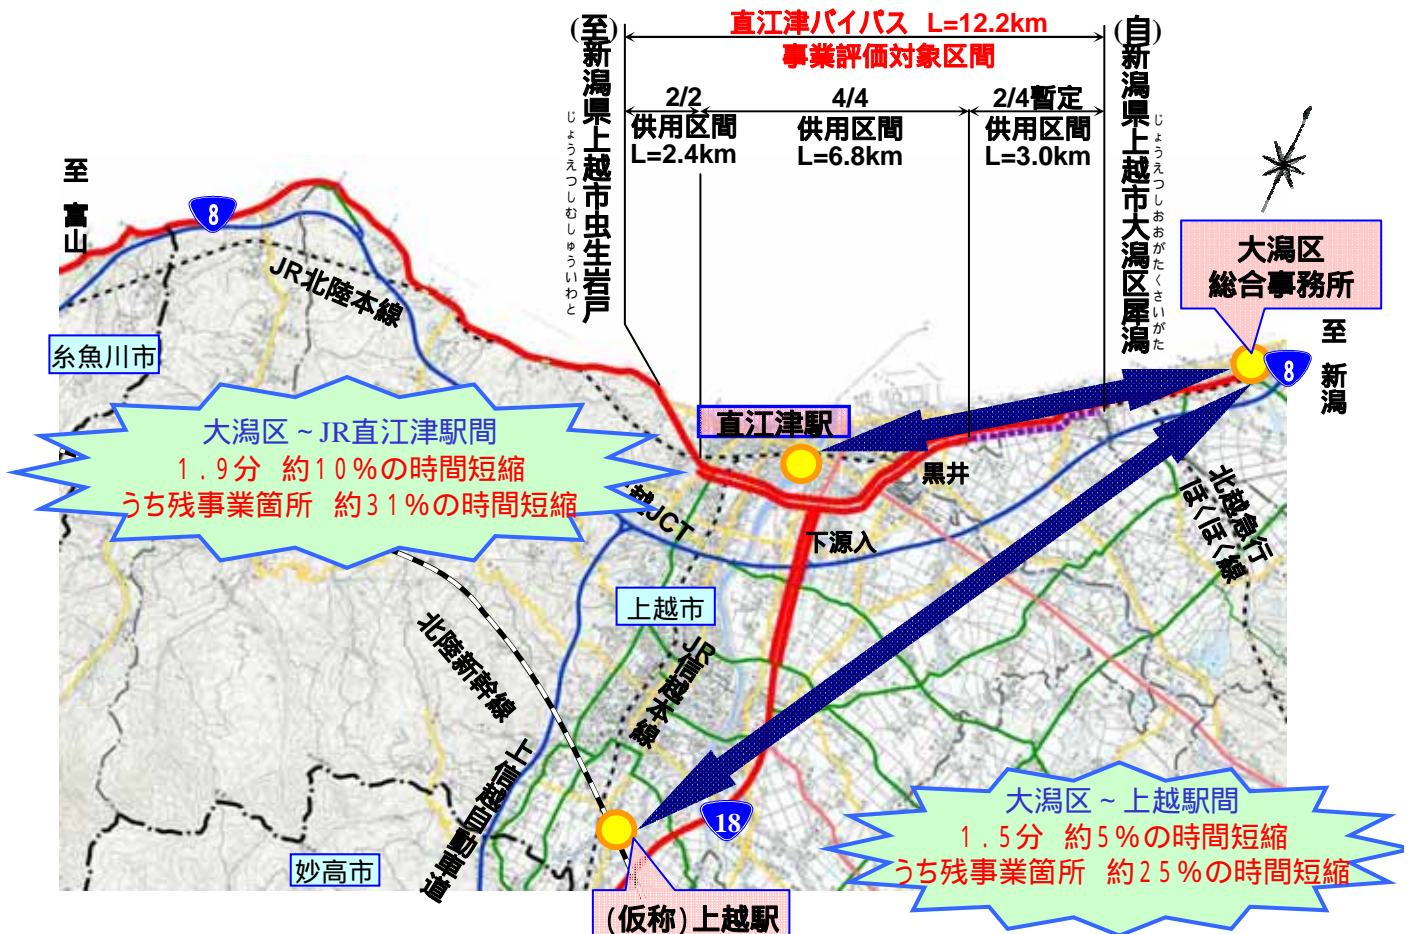 直江津バイパス L=12.2km
事業評価対象区間
(至)新潟県上越市虫生岩戸
じょうえつしむしゅういわと
(自)新潟県上越市大潟区犀潟
じょうえつしおおがたくさいがた
2/2
供用区間
L=2.4km
4/4
供用区間
L=6.8km
2/4暫定
供用区間
L=3.0km
至 富山
8
JR北陸本線
糸魚川市
大潟区
総合事務所
至 新潟
8
直江津駅
黒井
下源入
北越急行
ほくほく線
大潟区~JR直江津駅間
1.9分 約10%の時間短縮
うち残事業箇所 約31%の時間短縮
越JCT
上越市
JR信越本線
北陸新幹線
上信越自動車道
18
妙高市
(仮称)上越駅
大潟区~上越駅間
1.5分 約5%の時間短縮
うち残事業箇所 約25%の時間短縮